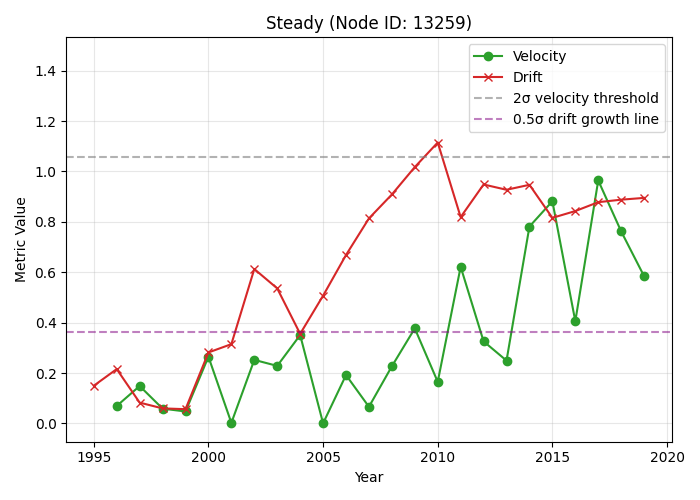 Steady (Node ID: 13259)
Velocity
Drift
2σ velocity threshold
0.5σ drift growth line
Metric Value
1.4
1.2
1.0
0.8
0.6
0.4
0.2
0.0
1995
2000
2005
2010
2015
2020
Year